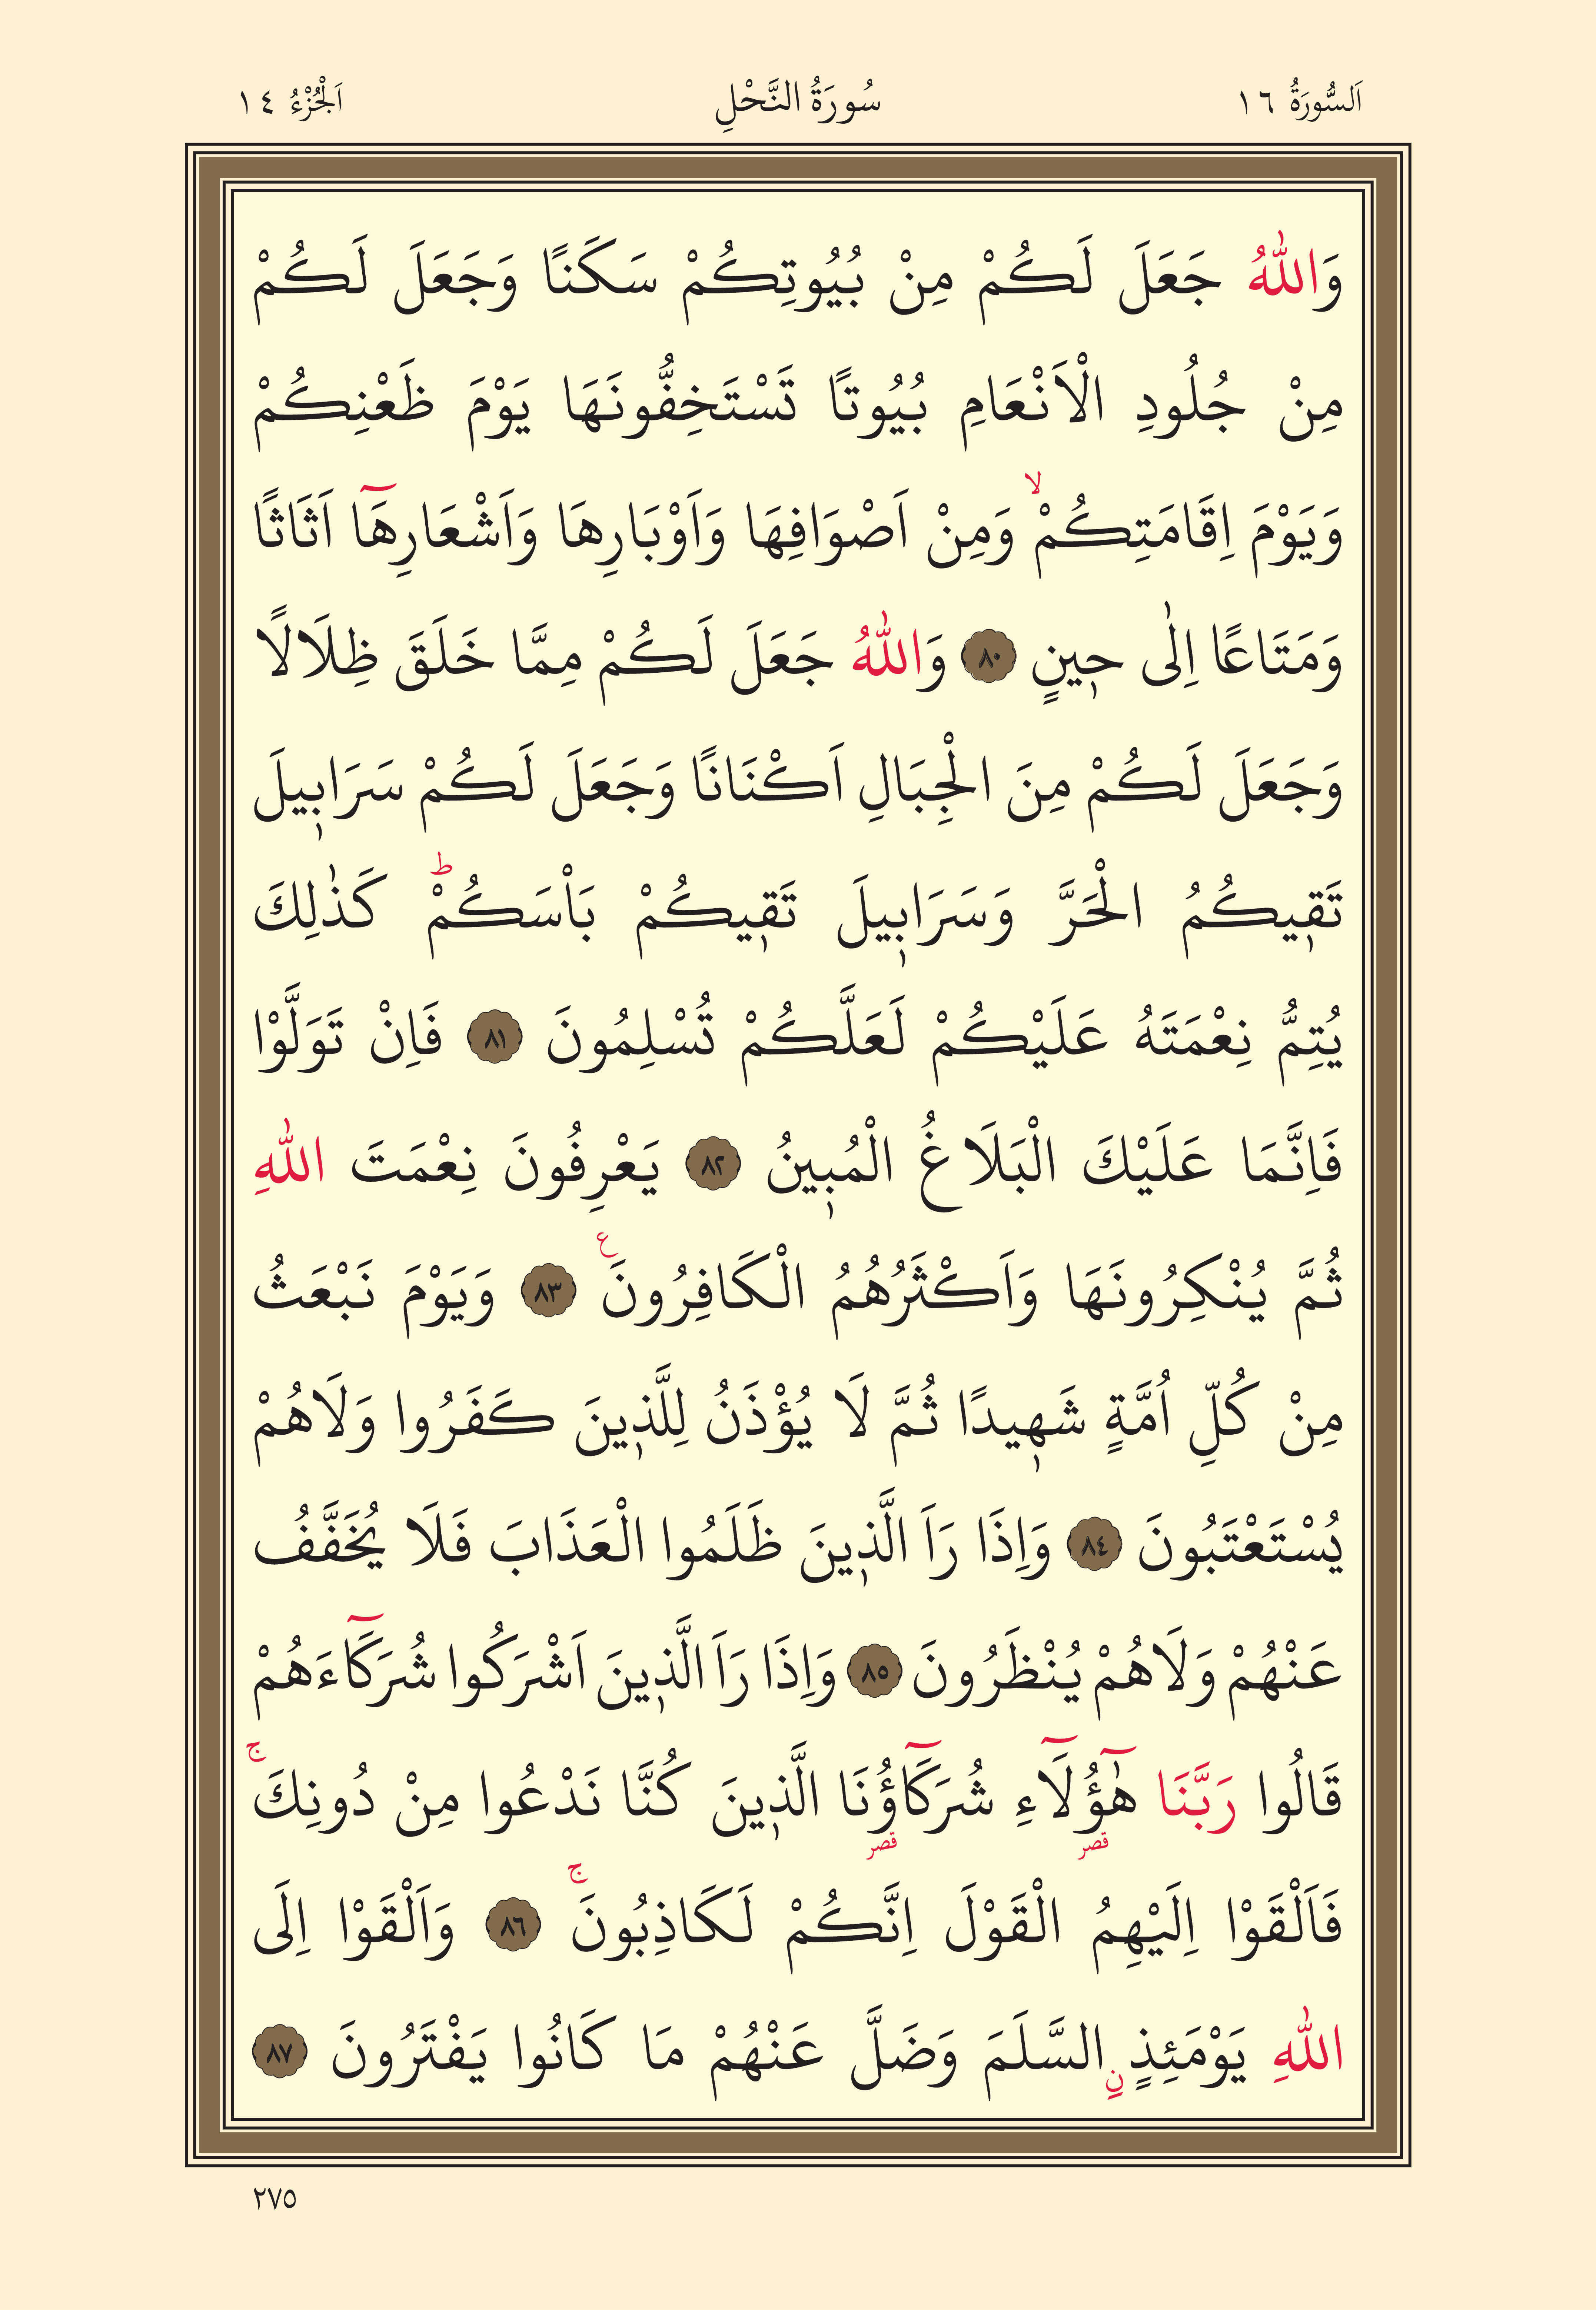 اَلسُّورَةُ ١٦
سُورَةُ النَّحْلِ
اَلْجُزْءُ ١٤
وَاللّٰهُ جَعَلَ لَكُمْ مِنْ بُيُوتِكُمْ سَكَنًا وَجَعَلَ لَكُمْ
مِنْ جُلُودِ الْاَنْعَامِ بُيُوتًا تَسْتَخِفُّونَهَا يَوْمَ ظَعْنِكُمْ
وَيَوْمَ اِقَامَتِكُمْۙ وَمِنْ اَصْوَافِهَا وَاَوْبَارِهَا وَاَشْعَارِهَٓا اَثَاثًا
وَمَتَاعًا اِلٰى ح۪ينٍ ﴿٨٠﴾ وَاللّٰهُ جَعَلَ لَكُمْ مِمَّا خَلَقَ ظِلَالًا
وَجَعَلَ لَكُمْ مِنَ الْجِبَالِ اَكْنَانًا وَجَعَلَ لَكُمْ سَرَاب۪يلَ
تَق۪يكُمُ الْحَرَّ وَسَرَاب۪يلَ تَق۪يكُمْ بَاْسَكُمْۜ كَذٰلِكَ
يُتِمُّ نِعْمَتَهُ عَلَيْكُمْ لَعَلَّكُمْ تُسْلِمُونَ ﴿٨١﴾ فَاِنْ تَوَلَّوْا
فَاِنَّمَا عَلَيْكَ الْبَلَاغُ الْمُب۪ينُ ﴿٨٢﴾ يَعْرِفُونَ نِعْمَتَ اللّٰهِ
ثُمَّ يُنْكِرُونَهَا وَاَكْثَرُهُمُ الْكَافِرُونَ ع ﴿٨٣﴾ وَيَوْمَ نَبْعَثُ
مِنْ كُلِّ اُمَّةٍ شَه۪يدًا ثُمَّ لَا يُؤْذَنُ لِلَّذ۪ينَ كَفَرُوا وَلَاهُمْ
يُسْتَعْتَبُونَ ﴿٨٤﴾ وَاِذَا رَاَ الَّذ۪ينَ ظَلَمُوا الْعَذَابَ فَلَا يُخَفَّفُ
عَنْهُمْ وَلَاهُمْ يُنْظَرُونَ ﴿٨٥﴾ وَاِذَا رَاَ الَّذ۪ينَ اَشْرَكُوا شُرَكَٓاءَهُمْ
قَالُوا رَبَّنَا هٰٓؤُ۬لَٓاءِ شُرَكَٓاؤُ۬نَا الَّذ۪ينَ كُنَّا نَدْعُوا مِنْ دُونِكَۚ
قصر قصر
فَاَلْقَوْا اِلَيْهِمُ الْقَوْلَ اِنَّكُمْ لَكَاذِبُونَۚ ﴿٨٦﴾ وَاَلْقَوْا اِلَى
اللّٰهِ يَوْمَئِذٍ نِ السَّلَمَ وَضَلَّ عَنْهُمْ مَا كَانُوا يَفْتَرُونَ ﴿٨٧﴾
٢٧٥